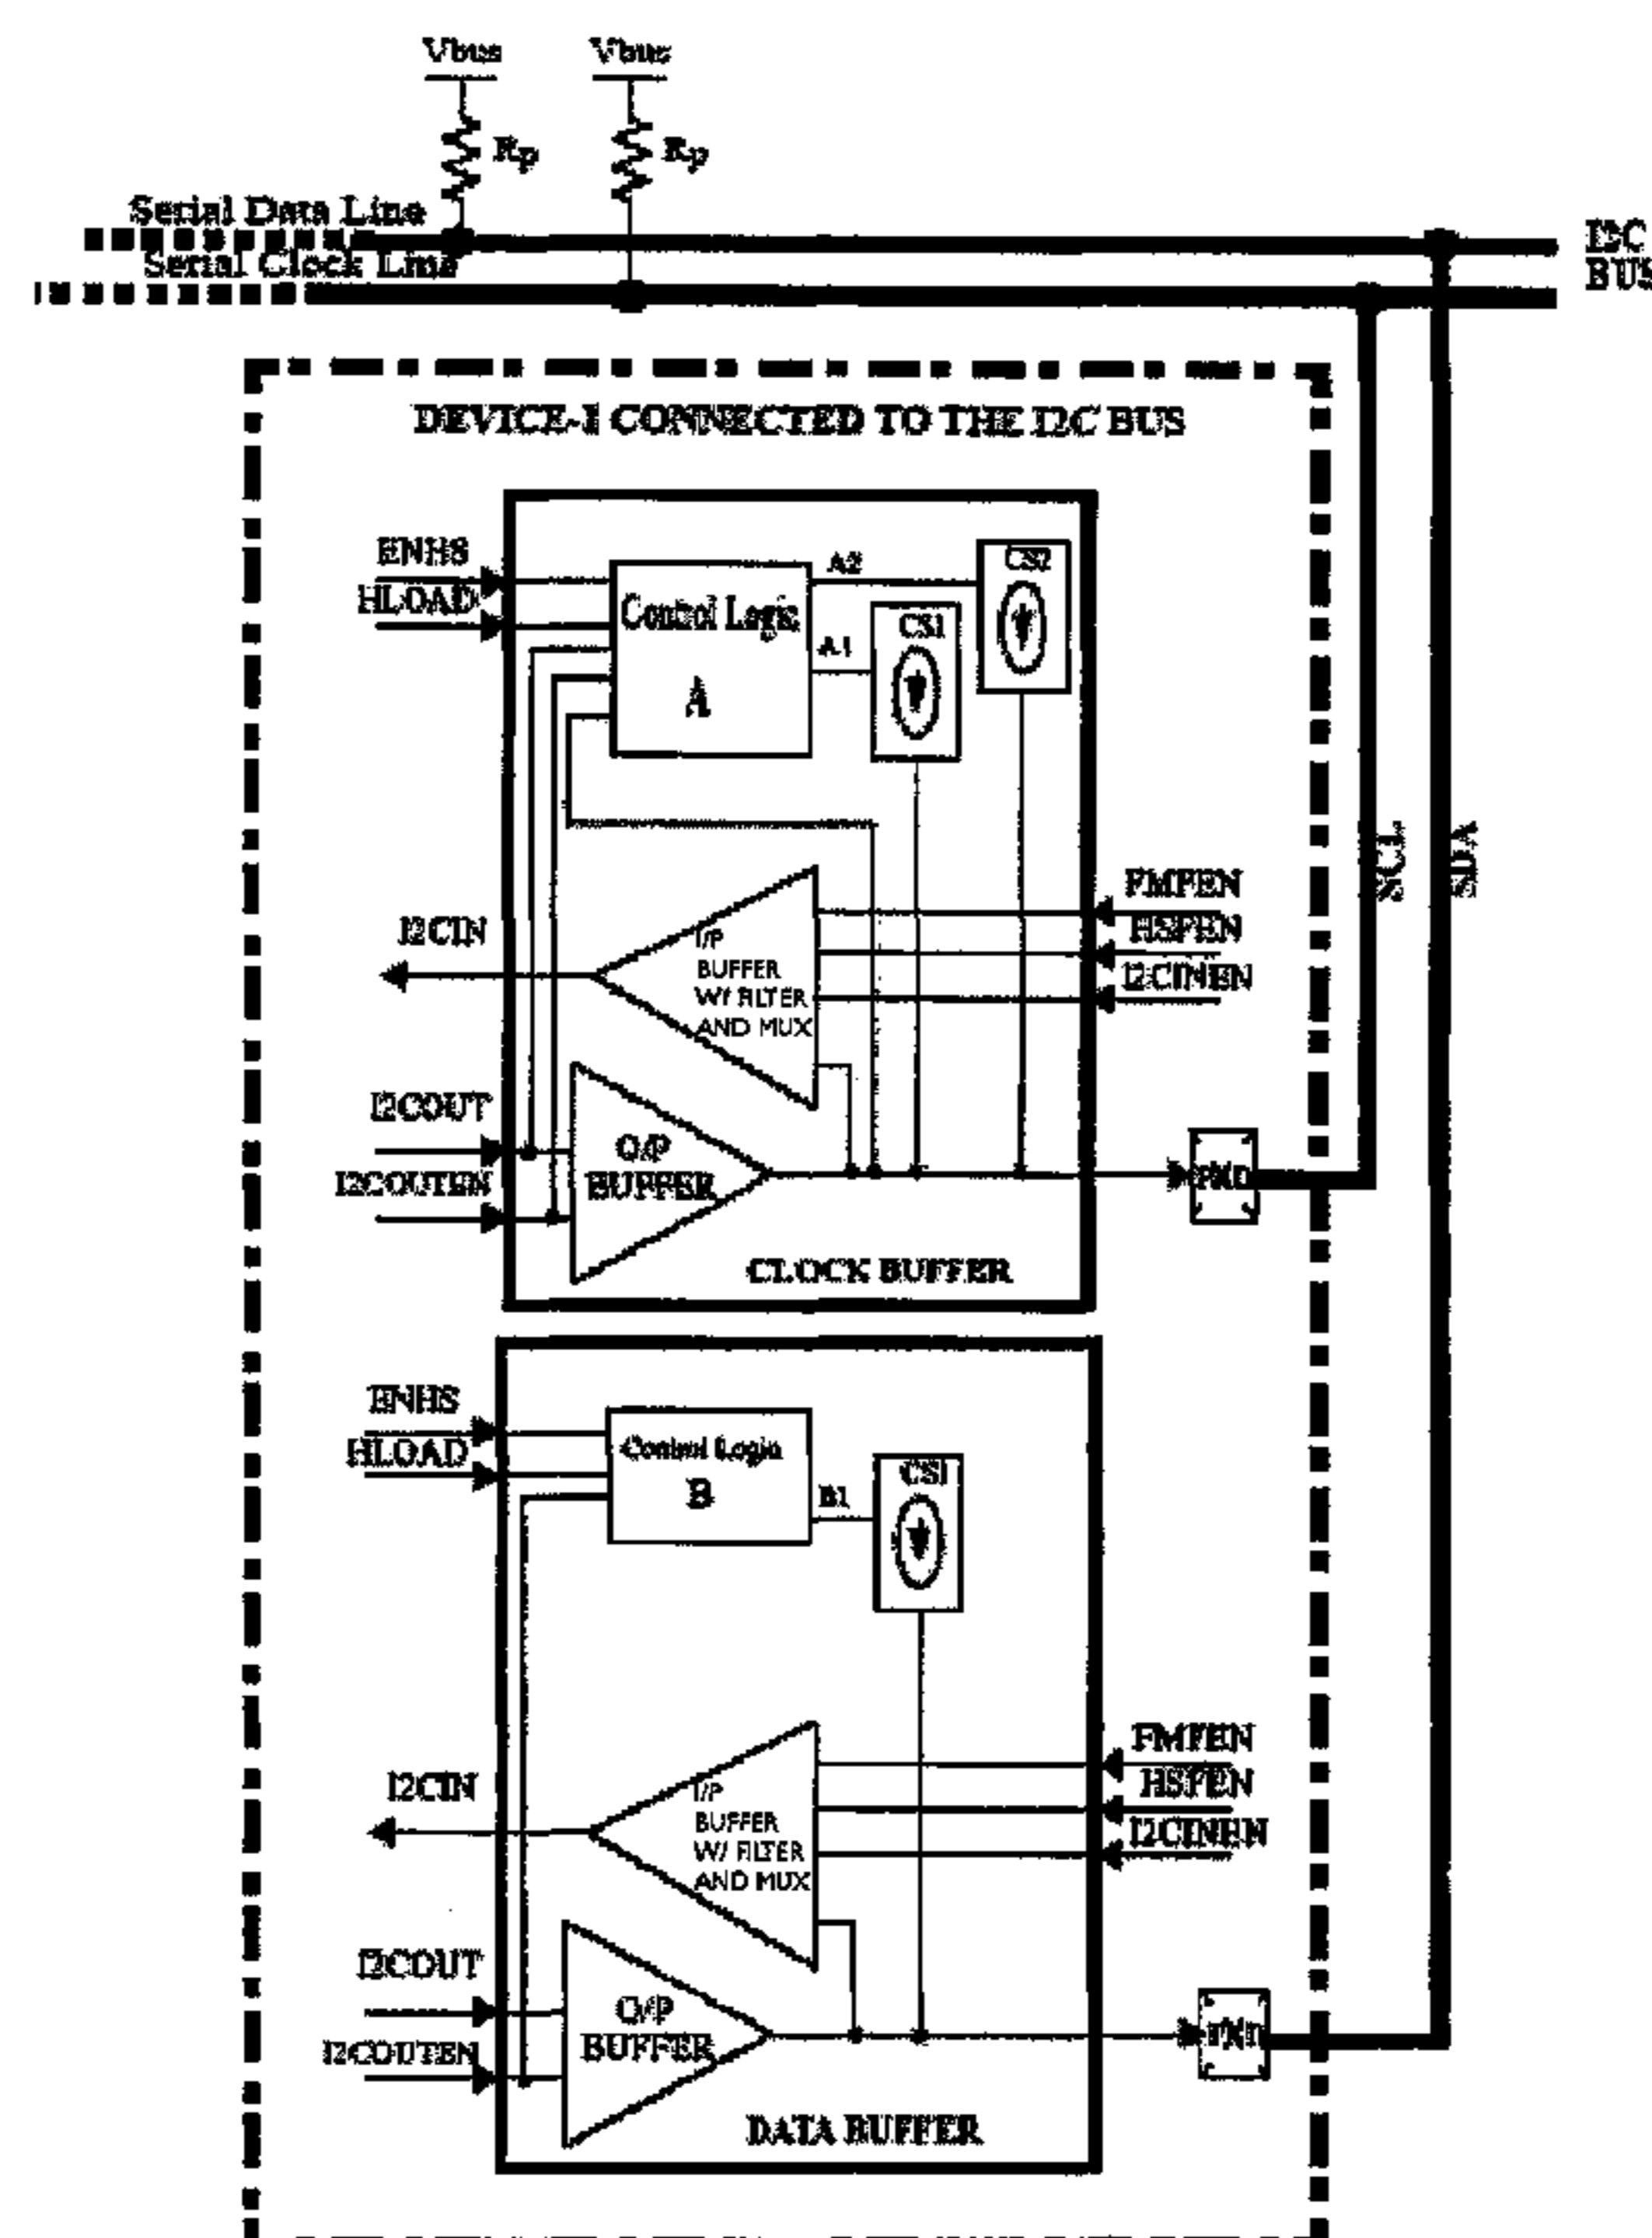 Vbus
Vbus
Rp
Rp
Serial Data Line
Serial Clock Line
I2C
BUS
DEVICE-1 CONNECTED TO THE I2C BUS
ENHS
HLOAD
Control Logic
A
A2
A1
CS2
CS1
SCL
SDA
FMFEN
HSFEN
I2CINEN
I2CIN
I/P
BUFFER
W/ FILTER
AND MUX
I2COUT
I2COUTEN
O/P
BUFFER
PAD
CLOCK BUFFER
ENHS
HLOAD
Control Logic
B
B1
CS1
FMFEN
HSFEN
I2CINEN
I2CIN
I/P
BUFFER
W/ FILTER
AND MUX
I2COUT
I2COUTEN
O/P
BUFFER
PAD
DATA BUFFER